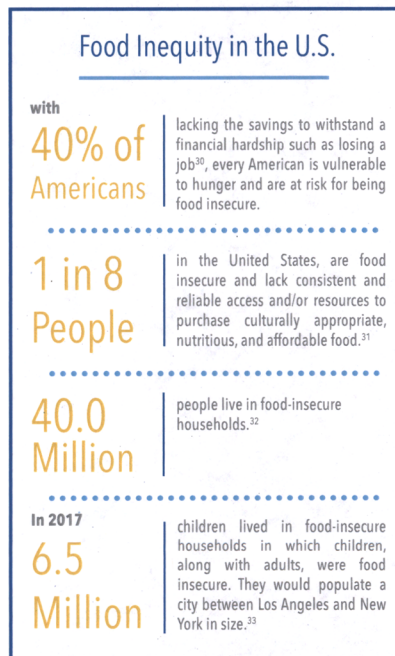 Food Inequity in the U.S.
with
40% of
Americans
lacking the savings to withstand a
financial hardship such as losing a
job³⁰, every American is vulnerable
to hunger and are at risk for being
food insecure.
1 in 8
People
in the United States, are food
insecure and lack consistent and
reliable access and/or resources to
purchase culturally appropriate,
nutritious, and affordable food.³¹
40.0
Million
people live in food-insecure
households.³²
In 2017
6.5
Million
children lived in food-insecure
households in which children,
along with adults, were food
insecure. They would populate a
city between Los Angeles and New
York in size.³³